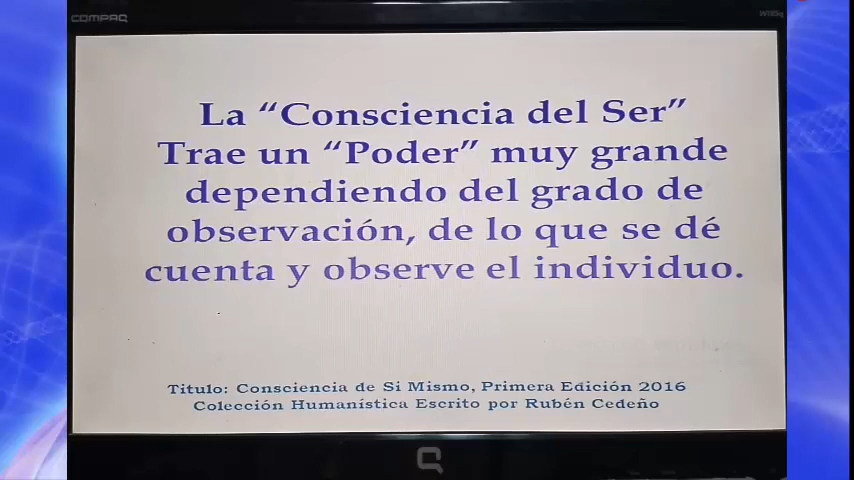 COMPAQ
La “Consciencia del Ser”
Trae un “Poder” muy grande
dependiendo del grado de
observación, de lo que se dé
cuenta y observe el individuo.
Titulo: Consciencia de Si Mismo, Primera Edición 2016
Colección Humanística Escrito por Rubén Cedeño